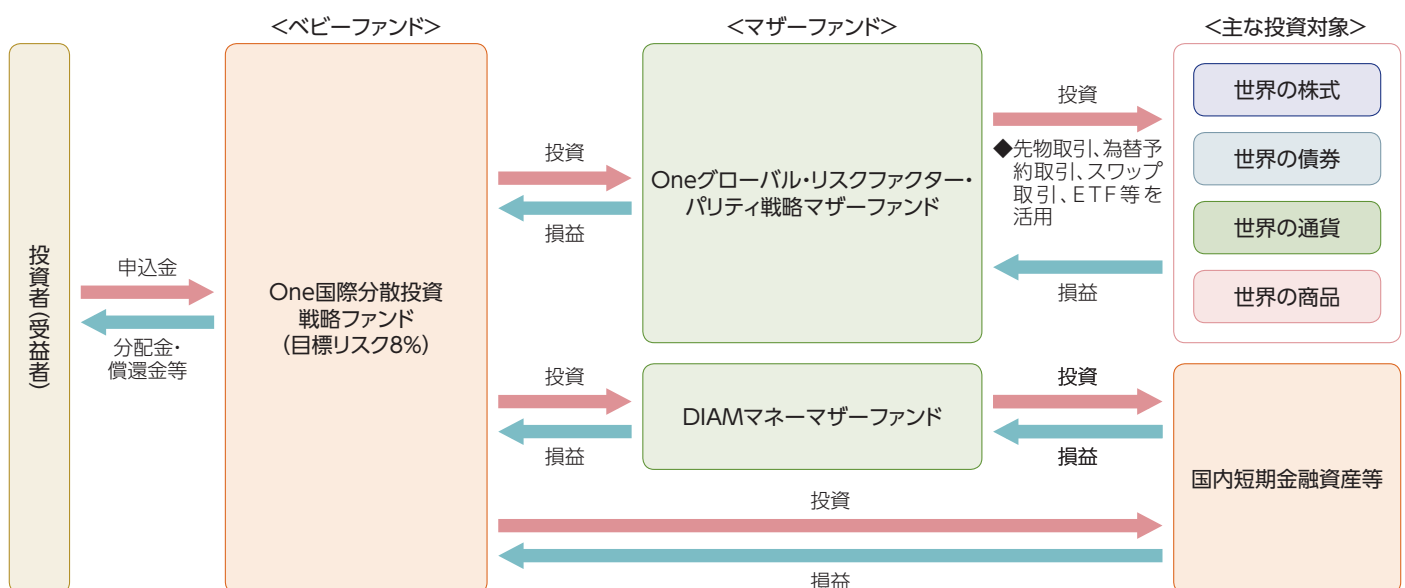 <ベビーファンド>
<マザーファンド>
<主な投資対象>
投資者(受益者)
申込金
分配金・
償還金等
One国際分散投資
戦略ファンド
(目標リスク8%)
投資
損益
Oneグローバル・リスクファクター・
パリティ戦略マザーファンド
投資
◆先物取引、為替予
約取引、スワップ
取引、ETF等を
活用
損益
世界の株式
世界の債券
世界の通貨
世界の商品
投資
損益
DIAMマネーマザーファンド
投資
損益
国内短期金融資産等
投資
損益